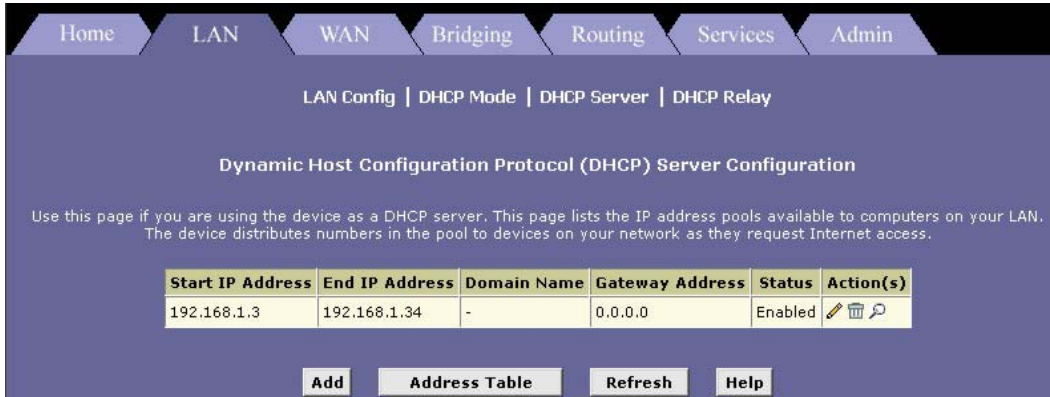 Home LAN WAN Bridging Routing Services Admin
LAN Config | DHCP Mode | DHCP Server | DHCP Relay
Dynamic Host Configuration Protocol (DHCP) Server Configuration
Use this page if you are using the device as a DHCP server. This page lists the IP address pools available to computers on your LAN.
The device distributes numbers in the pool to devices on your network as they request Internet access.
Start IP Address End IP Address Domain Name Gateway Address Status Action(s)
192.168.1.3 192.168.1.34 - 0.0.0.0 Enabled
Add Address Table Refresh Help